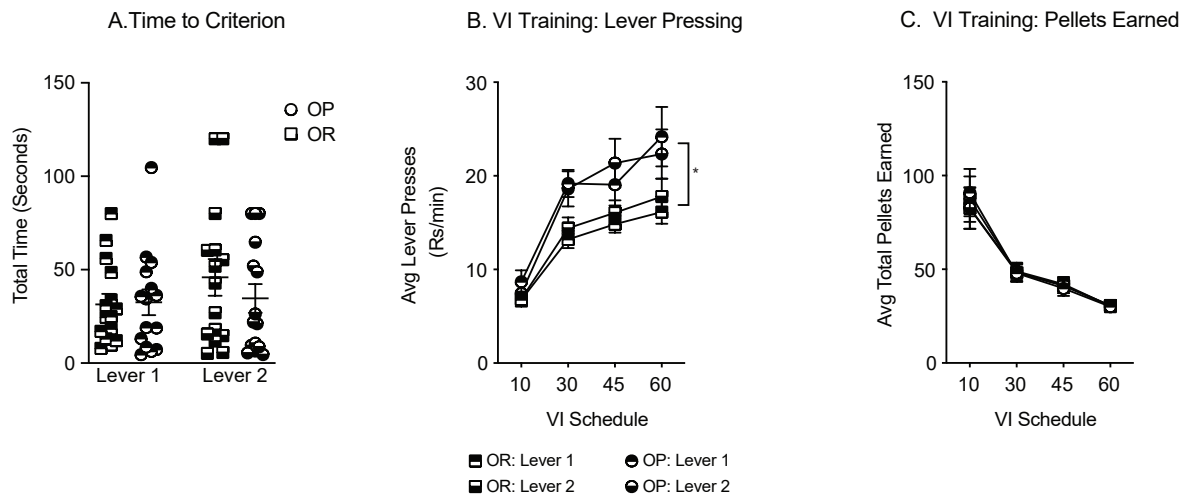 A.Time to Criterion
150
100
50
0
Total Time (Seconds)
OP
OR
Lever 1
Lever 2
B. VI Training: Lever Pressing
30
20
10
0
Avg Lever Presses
(Rs/min)
*
10 30 45 60
VI Schedule
OR: Lever 1
OP: Lever 1
OR: Lever 2
OP: Lever 2
C. VI Training: Pellets Earned
150
100
50
0
Avg Total Pellets Earned
10 30 45 60
VI Schedule